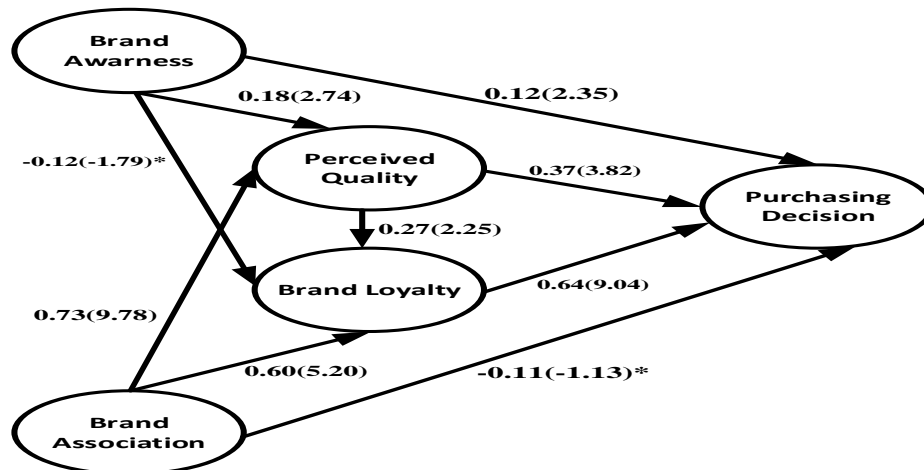 Brand
Awarness
0.18(2.74)
0.12(2.35)
-0.12(-1.79)*
Perceived
Quality
0.37(3.82)
Purchasing
Decision
0.27(2.25)
Brand Loyalty
0.64(9.04)
0.73(9.78)
0.60(5.20)
-0.11(-1.13)*
Brand
Association